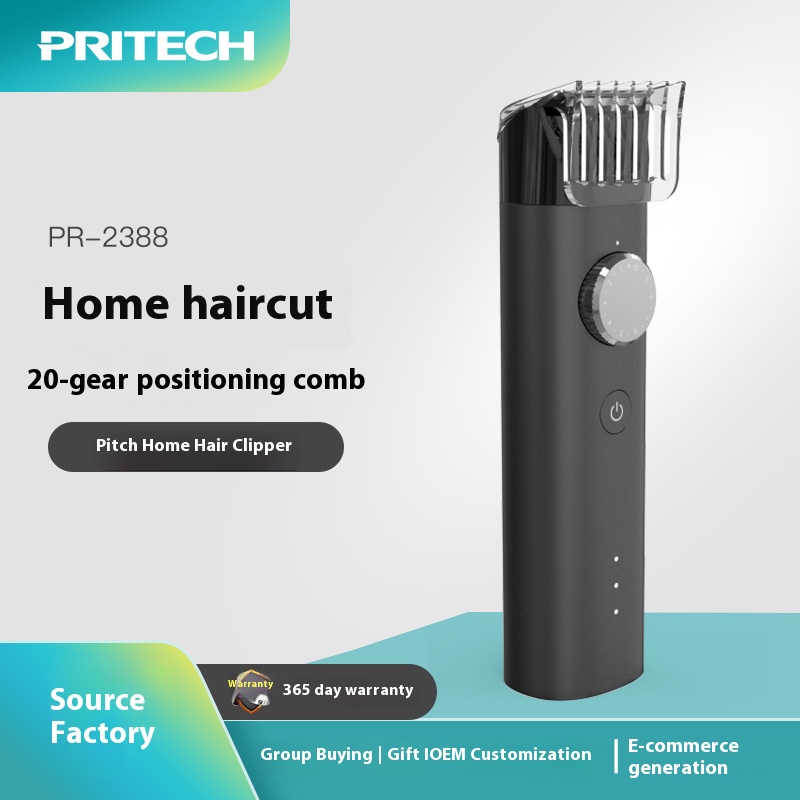 PRITECH
PR-2388
Home haircut
20-gear positioning comb
Pitch Home Hair Clipper
Warranty
365 day warranty
Source
Factory
Group Buying | Gift IOEM Customization
E-commerce
generation